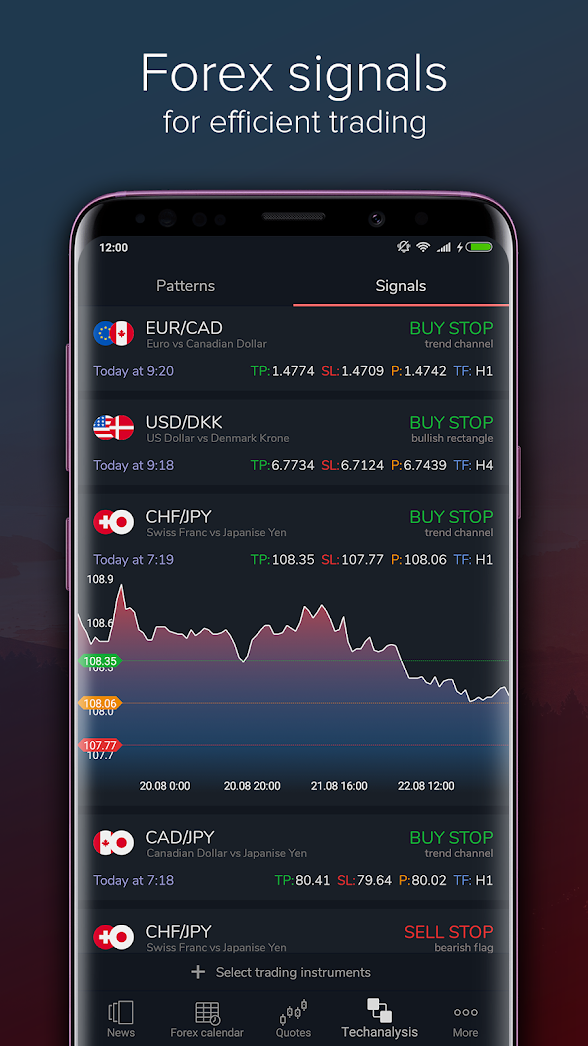 Forex signals
for efficient trading
12:00
Patterns Signals
EUR/CAD BUY STOP
Euro vs Canadian Dollar trend channel
Today at 9:20 TP:1.4774 SL:1.4709 P:1.4742 TF: H1
USD/DKK BUY STOP
US Dollar vs Denmark Krone bullish rectangle
Today at 9:18 TP:6.7734 SL:6.7124 P:6.7439 TF: H4
CHF/JPY BUY STOP
Swiss Franc vs Japanise Yen trend channel
Today at 7:19 TP:108.35 SL:107.77 P:108.06 TF: H1
108.9
108.6
108.35
108.3
108.06
108.0
107.77
107.7
20.08 0:00 20.08 20:00 21.08 16:00 22.08 12:00
CAD/JPY BUY STOP
Canadian Dollar vs Japanise Yen trend channel
Today at 7:18 TP:80.41 SL:79.64 P:80.02 TF: H1
CHF/JPY SELL STOP
Swiss Franc vs Japanise Yen bearish flag
+ Select trading instruments
News Forex calendar Quotes Techanalysis More